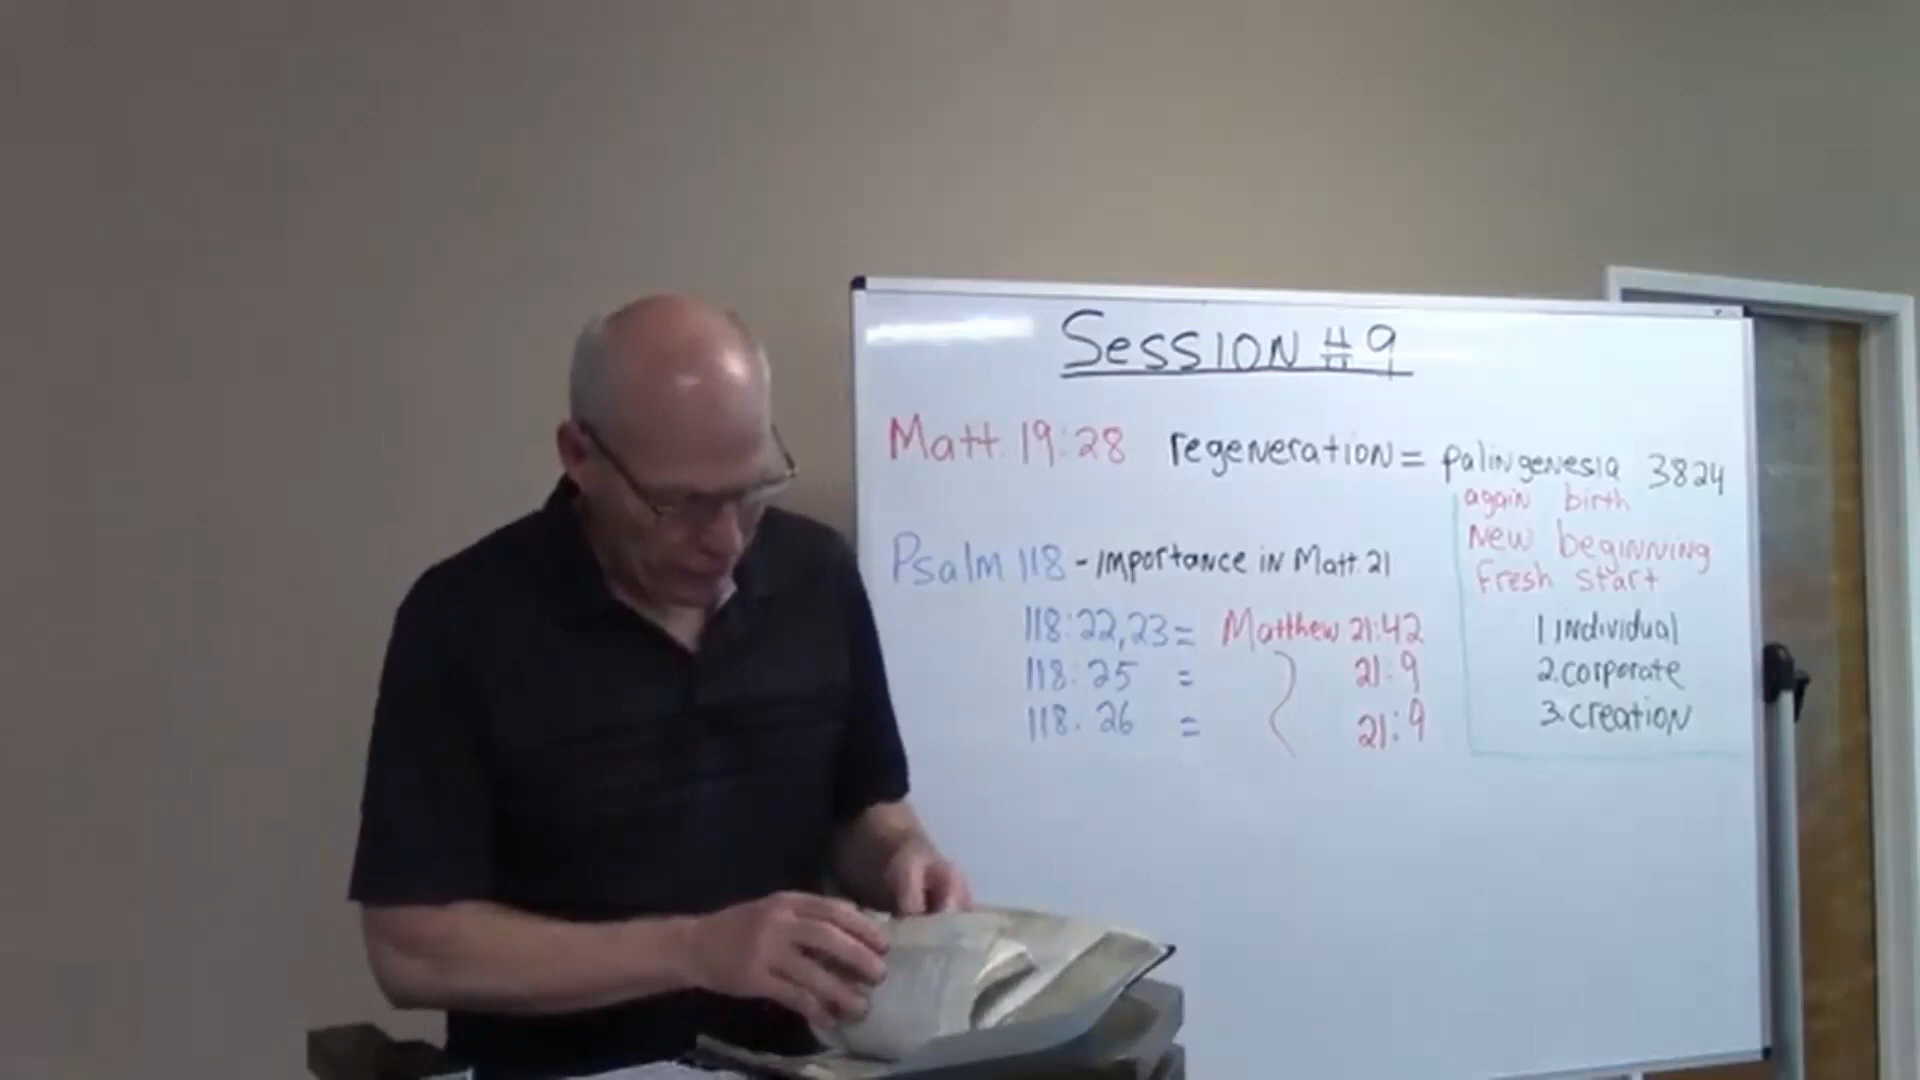 Session #9
Matt. 19:28 regeneration = palingenesia 3824
again birth
New beginning
Fresh start
1 individual
2. corporate
3. creation
Psalm 118 - Importance in Matt. 21
118:22,23 = Matthew 21:42
118:25 = 21:9
118.26 = 21:9